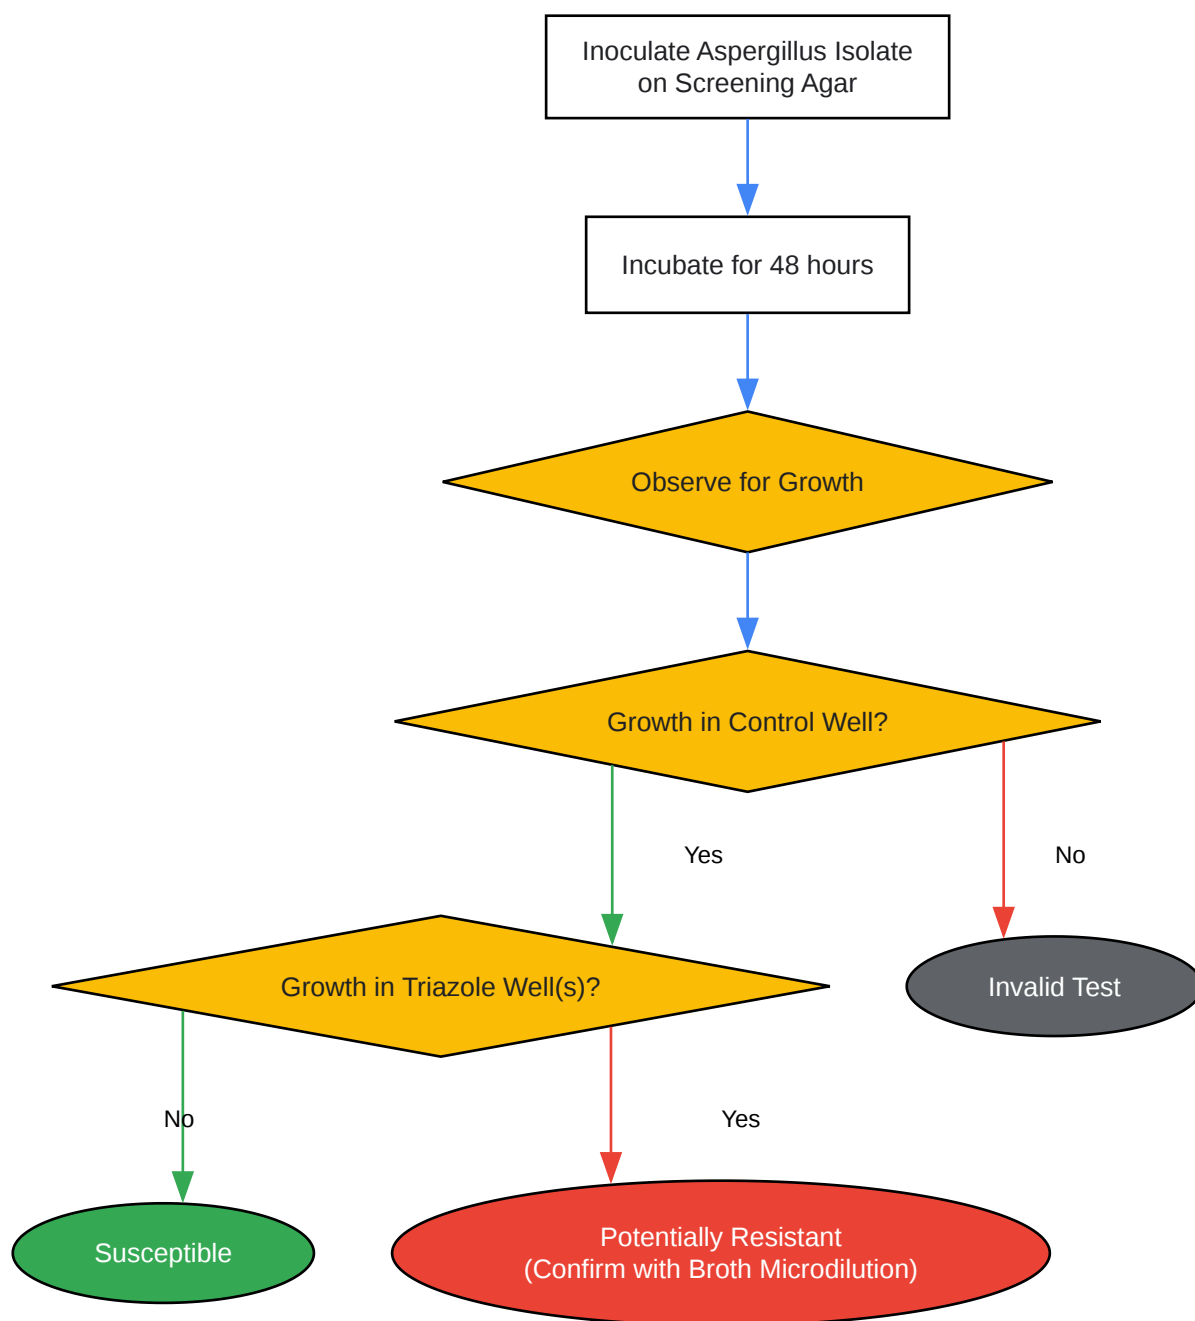 Inoculate Aspergillus Isolate
on Screening Agar
Incubate for 48 hours
Observe for Growth
Growth in Control Well?
Yes
No
Growth in Triazole Well(s)?
Invalid Test
No
Yes
Susceptible
Potentially Resistant
(Confirm with Broth Microdilution)